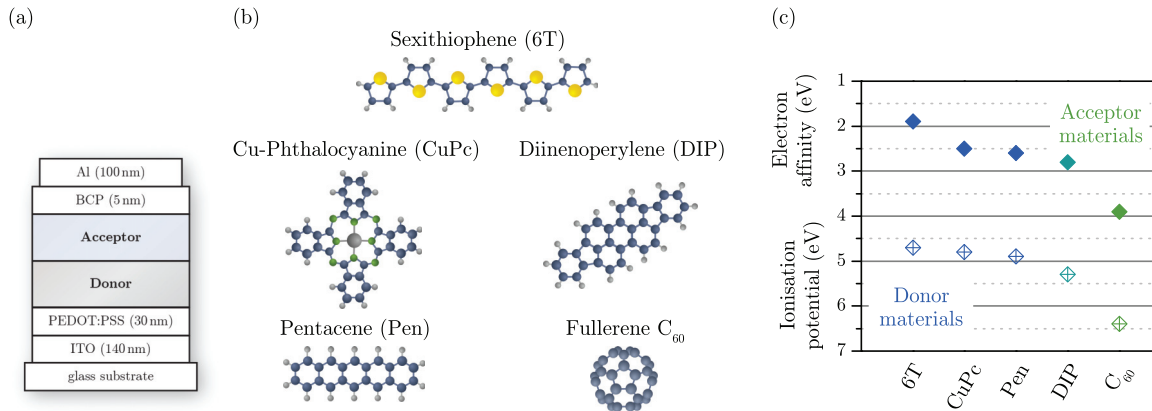 (a)
Al (100 nm)
BCP (5 nm)
Acceptor
Donor
PEDOT:PSS (30 nm)
ITO (140 nm)
glass substrate
(b)
Sexithiophene (6T)
Cu-Phthalocyanine (CuPc)
Diinenoperylene (DIP)
Pentacene (Pen)
Fullerene C60
(c)
Electron
affinity (eV)
Ionisation
potential (eV)
1
2
3
4
5
6
7
Acceptor
materials
Donor
materials
6T
CuPc
Pen
DIP
C60